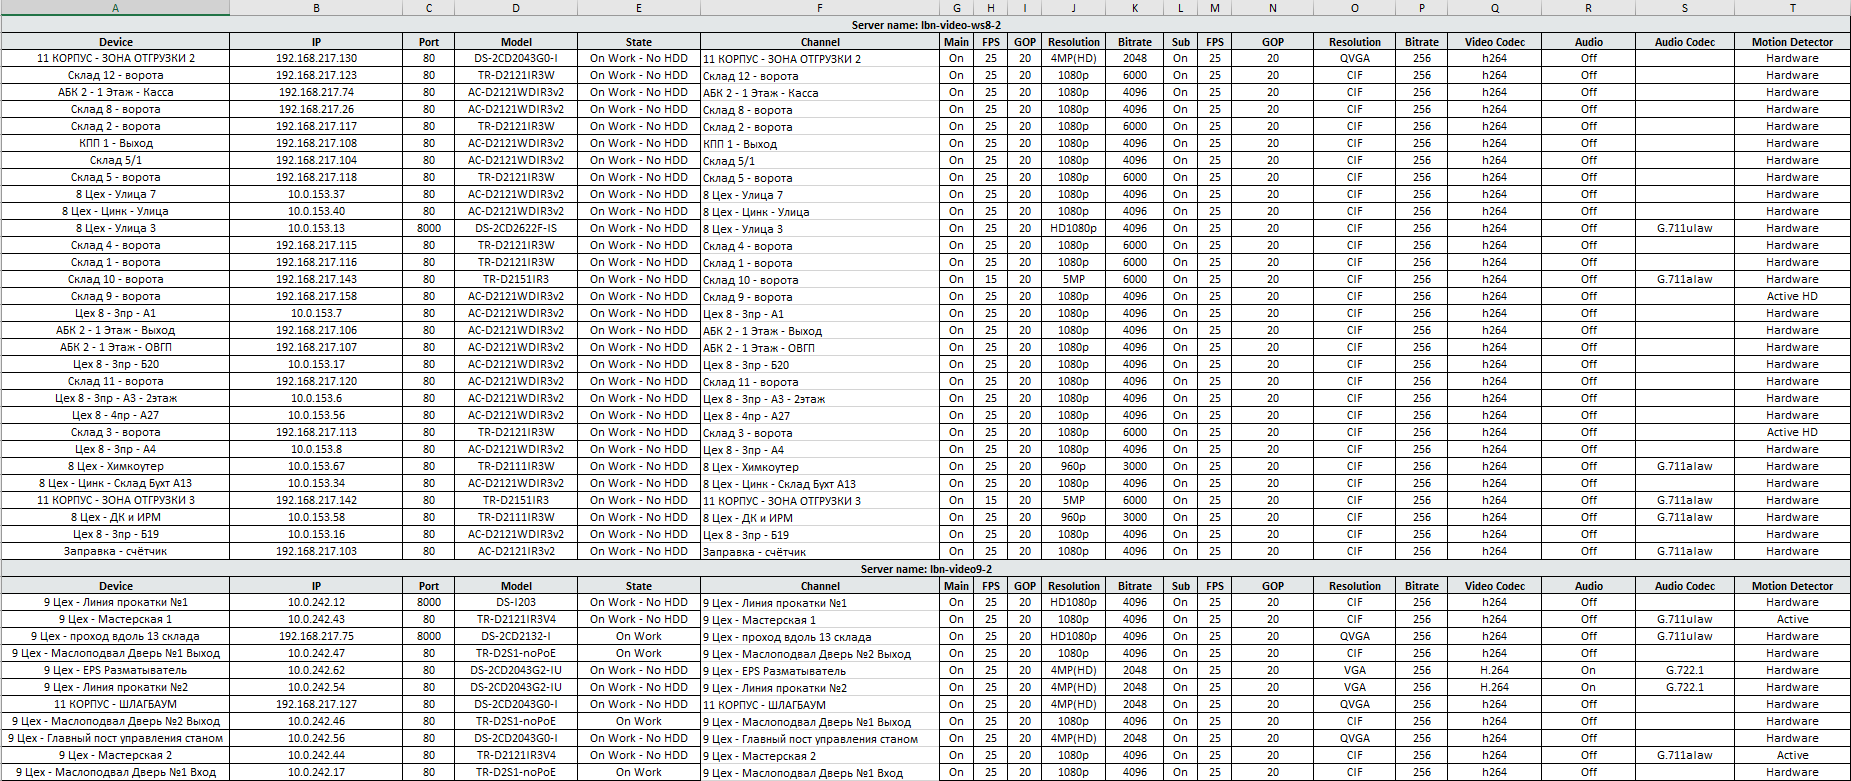 A B C D E F G H I J K L M N O P Q R S T
Server name: lbn-video-ws8-2
Device IP Port Model State Channel Main FPS GOP Resolution Bitrate Sub FPS GOP Resolution Bitrate Video Codec Audio Audio Codec Motion Detector
11 КОРПУС - ЗОНА ОТГРУЗКИ 2 192.168.217.130 80 DS-2CD2043G0-I On Work - No HDD 11 КОРПУС - ЗОНА ОТГРУЗКИ 2 On 25 20 4MP(HD) 2048 On 25 20 QVGA 256 h264 Off Hardware
Склад 12 - ворота 192.168.217.123 80 TR-D2121IR3W On Work - No HDD Склад 12 - ворота On 25 20 1080p 6000 On 25 20 CIF 256 h264 Off Hardware
АБК 2 - 1 Этаж - Касса 192.168.217.74 80 AC-D2121WDIR3v2 On Work - No HDD АБК 2 - 1 Этаж - Касса On 25 20 1080p 4096 On 25 20 CIF 256 h264 Off Hardware
Склад 8 - ворота 192.168.217.26 80 AC-D2121WDIR3v2 On Work - No HDD Склад 8 - ворота On 25 20 1080p 4096 On 25 20 CIF 256 h264 Off Hardware
Склад 2 - ворота 192.168.217.117 80 TR-D2121IR3W On Work - No HDD Склад 2 - ворота On 25 20 1080p 6000 On 25 20 CIF 256 h264 Off Hardware
КПП 1 - Выход 192.168.217.108 80 AC-D2121WDIR3v2 On Work - No HDD КПП 1 - Выход On 25 20 1080p 4096 On 25 20 CIF 256 h264 Off Hardware
Склад 5/1 192.168.217.104 80 AC-D2121WDIR3v2 On Work - No HDD Склад 5/1 On 25 20 1080p 4096 On 25 20 CIF 256 h264 Off Hardware
Склад 5 - ворота 192.168.217.118 80 TR-D2121IR3W On Work - No HDD Склад 5 - ворота On 25 20 1080p 6000 On 25 20 CIF 256 h264 Off Hardware
8 Цех - Улица 7 10.0.153.37 80 AC-D2121WDIR3v2 On Work - No HDD 8 Цех - Улица 7 On 25 20 1080p 4096 On 25 20 CIF 256 h264 Off Hardware
8 Цех - Цинк - Улица 10.0.153.40 80 AC-D2121WDIR3v2 On Work - No HDD 8 Цех - Цинк - Улица On 25 20 1080p 4096 On 25 20 CIF 256 h264 Off Hardware
8 Цех - Улица 3 10.0.153.13 8000 DS-2CD2622F-IS On Work - No HDD 8 Цех - Улица 3 On 25 20 HD1080p 4096 On 25 20 CIF 256 h264 Off G.711ulaw Hardware
Склад 4 - ворота 192.168.217.115 80 TR-D2121IR3W On Work - No HDD Склад 4 - ворота On 25 20 1080p 6000 On 25 20 CIF 256 h264 Off Hardware
Склад 1 - ворота 192.168.217.116 80 TR-D2121IR3W On Work - No HDD Склад 1 - ворота On 25 20 1080p 6000 On 25 20 CIF 256 h264 Off Hardware
Склад 10 - ворота 192.168.217.143 80 TR-D2151IR3 On Work - No HDD Склад 10 - ворота On 15 20 5MP 6000 On 25 20 CIF 256 h264 Off G.711alaw Hardware
Склад 9 - ворота 192.168.217.158 80 AC-D2121WDIR3v2 On Work - No HDD Склад 9 - ворота On 25 20 1080p 4096 On 25 20 CIF 256 h264 Off Active HD
Цех 8 - 3пр - А1 10.0.153.7 80 AC-D2121WDIR3v2 On Work - No HDD Цех 8 - 3пр - А1 On 25 20 1080p 4096 On 25 20 CIF 256 h264 Off Hardware
АБК 2 - 1 Этаж - Выход 192.168.217.106 80 AC-D2121WDIR3v2 On Work - No HDD АБК 2 - 1 Этаж - Выход On 25 20 1080p 4096 On 25 20 CIF 256 h264 Off Hardware
АБК 2 - 1 Этаж - ОВГП 192.168.217.107 80 AC-D2121WDIR3v2 On Work - No HDD АБК 2 - 1 Этаж - ОВГП On 25 20 1080p 4096 On 25 20 CIF 256 h264 Off Hardware
Цех 8 - 3пр - Б20 10.0.153.17 80 AC-D2121WDIR3v2 On Work - No HDD Цех 8 - 3пр - Б20 On 25 20 1080p 4096 On 25 20 CIF 256 h264 Off Hardware
Склад 11 - ворота 192.168.217.120 80 AC-D2121WDIR3v2 On Work - No HDD Склад 11 - ворота On 25 20 1080p 4096 On 25 20 CIF 256 h264 Off Hardware
Цех 8 - 3пр - А3 - 2этаж 10.0.153.6 80 AC-D2121WDIR3v2 On Work - No HDD Цех 8 - 3пр - А3 - 2этаж On 25 20 1080p 4096 On 25 20 CIF 256 h264 Off Hardware
Цех 8 - 4пр - А27 10.0.153.56 80 AC-D2121WDIR3v2 On Work - No HDD Цех 8 - 4пр - А27 On 25 20 1080p 4096 On 25 20 CIF 256 h264 Off Hardware
Склад 3 - ворота 192.168.217.113 80 TR-D2121IR3W On Work - No HDD Склад 3 - ворота On 25 20 1080p 6000 On 25 20 CIF 256 h264 Off Active HD
Цех 8 - 3пр - А4 10.0.153.8 80 AC-D2121WDIR3v2 On Work - No HDD Цех 8 - 3пр - А4 On 25 20 1080p 4096 On 25 20 CIF 256 h264 Off Hardware
8 Цех - Химкоутер 10.0.153.67 80 TR-D2111IR3W On Work - No HDD 8 Цех - Химкоутер On 25 20 960p 3000 On 25 20 CIF 256 h264 Off G.711alaw Hardware
8 Цех - Цинк - Склад Бухт А13 10.0.153.34 80 AC-D2121WDIR3v2 On Work - No HDD 8 Цех - Цинк - Склад Бухт А13 On 25 20 1080p 4096 On 25 20 CIF 256 h264 Off Hardware
11 КОРПУС - ЗОНА ОТГРУЗКИ 3 192.168.217.142 80 TR-D2151IR3 On Work - No HDD 11 КОРПУС - ЗОНА ОТГРУЗКИ 3 On 15 20 5MP 6000 On 25 20 CIF 256 h264 Off G.711alaw Hardware
8 Цех - ДК и ИРМ 10.0.153.58 80 TR-D2111IR3W On Work - No HDD 8 Цех - ДК и ИРМ On 25 20 960p 3000 On 25 20 CIF 256 h264 Off G.711alaw Hardware
Цех 8 - 3пр - Б19 10.0.153.16 80 AC-D2121WDIR3v2 On Work - No HDD Цех 8 - 3пр - Б19 On 25 20 1080p 4096 On 25 20 CIF 256 h264 Off Hardware
Заправка - счётчик 192.168.217.103 80 AC-D2121IR3v2 On Work - No HDD Заправка - счётчик On 25 20 1080p 4096 On 25 20 CIF 256 h264 Off G.711alaw Hardware
Server name: lbn-video9-2
Device IP Port Model State Channel Main FPS GOP Resolution Bitrate Sub FPS GOP Resolution Bitrate Video Codec Audio Audio Codec Motion Detector
9 Цех - Линия прокатки №1 10.0.242.12 8000 DS-I203 On Work - No HDD 9 Цех - Линия прокатки №1 On 25 20 HD1080p 4096 On 25 20 CIF 256 h264 Off Hardware
9 Цех - Мастерская 1 10.0.242.43 80 TR-D2121IR3V4 On Work - No HDD 9 Цех - Мастерская 1 On 25 20 1080p 4096 On 25 20 CIF 256 h264 Off G.711ulaw Active
9 Цех - проход вдоль 13 склада 192.168.217.75 8000 DS-2CD2132-I On Work 9 Цех - проход вдоль 13 склада On 25 20 HD1080p 4096 On 25 20 QVGA 256 h264 Off G.711ulaw Hardware
9 Цех - Маслоподвал Дверь №1 Выход 10.0.242.47 80 TR-D2S1-noPoE On Work 9 Цех - Маслоподвал Дверь №2 Выход On 25 20 1080p 4096 On 25 20 CIF 256 h264 Off Hardware
9 Цех - EPS Разматыватель 10.0.242.62 80 DS-2CD2043G2-IU On Work - No HDD 9 Цех - EPS Разматыватель On 25 20 4MP(HD) 2048 On 25 20 VGA 256 H.264 On G.722.1 Hardware
9 Цех - Линия прокатки №2 10.0.242.54 80 DS-2CD2043G2-IU On Work - No HDD 9 Цех - Линия прокатки №2 On 25 20 4MP(HD) 2048 On 25 20 VGA 256 H.264 On G.722.1 Hardware
11 КОРПУС - ШЛАГБАУМ 192.168.217.127 80 DS-2CD2043G0-I On Work - No HDD 11 КОРПУС - ШЛАГБАУМ On 25 20 4MP(HD) 2048 On 25 20 QVGA 256 h264 Off Hardware
9 Цех - Маслоподвал Дверь №2 Выход 10.0.242.46 80 TR-D2S1-noPoE On Work 9 Цех - Маслоподвал Дверь №1 Выход On 25 20 1080p 4096 On 25 20 CIF 256 h264 Off Hardware
9 Цех - Главный пост управления станом 10.0.242.56 80 DS-2CD2043G0-I On Work - No HDD 9 Цех - Главный пост управления станом On 25 20 4MP(HD) 2048 On 25 20 QVGA 256 h264 Off Hardware
9 Цех - Мастерская 2 10.0.242.44 80 TR-D2121IR3V4 On Work - No HDD 9 Цех - Мастерская 2 On 25 20 1080p 4096 On 25 20 CIF 256 h264 Off G.711alaw Active
9 Цех - Маслоподвал Дверь №1 Вход 10.0.242.17 80 TR-D2S1-noPoE On Work 9 Цех - Маслоподвал Дверь №1 Вход On 25 20 1080p 4096 On 25 20 CIF 256 h264 Off Hardware